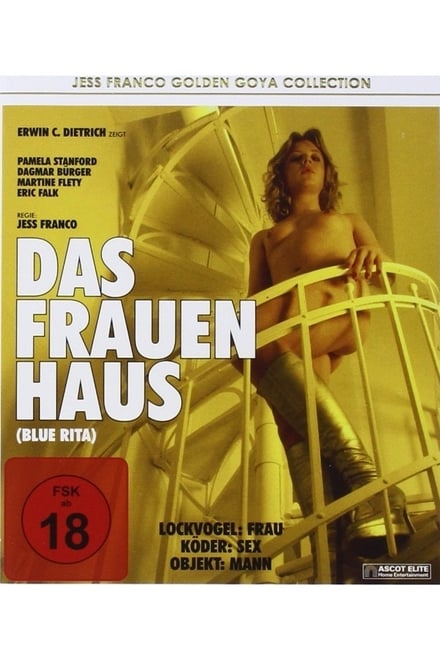 JESS FRANCO GOLDEN GOYA COLLECTION
ERWIN C. DIETRICH ZEIGT
PAMELA STANFORD
DAGMAR BÜRGER
MARTINE FLETY
ERIC FALK
REGIE:
JESS FRANCO
DAS
FRAUEN
HAUS
(BLUE RITA)
FSK
ab
18
LOCKVOGEL: FRAU
KÖDER: SEX
OBJEKT: MANN
ASCOT ELITE
Home Entertainment